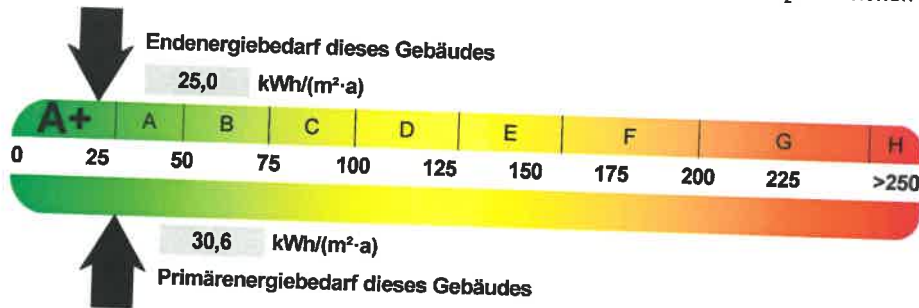 Endenergiebedarf dieses Gebäudes
25,0 kWh/(m²·a)
A+ A B C D E F G H
0 25 50 75 100 125 150 175 200 225 >250
30,6 kWh/(m²·a)
Primärenergiebedarf dieses Gebäudes